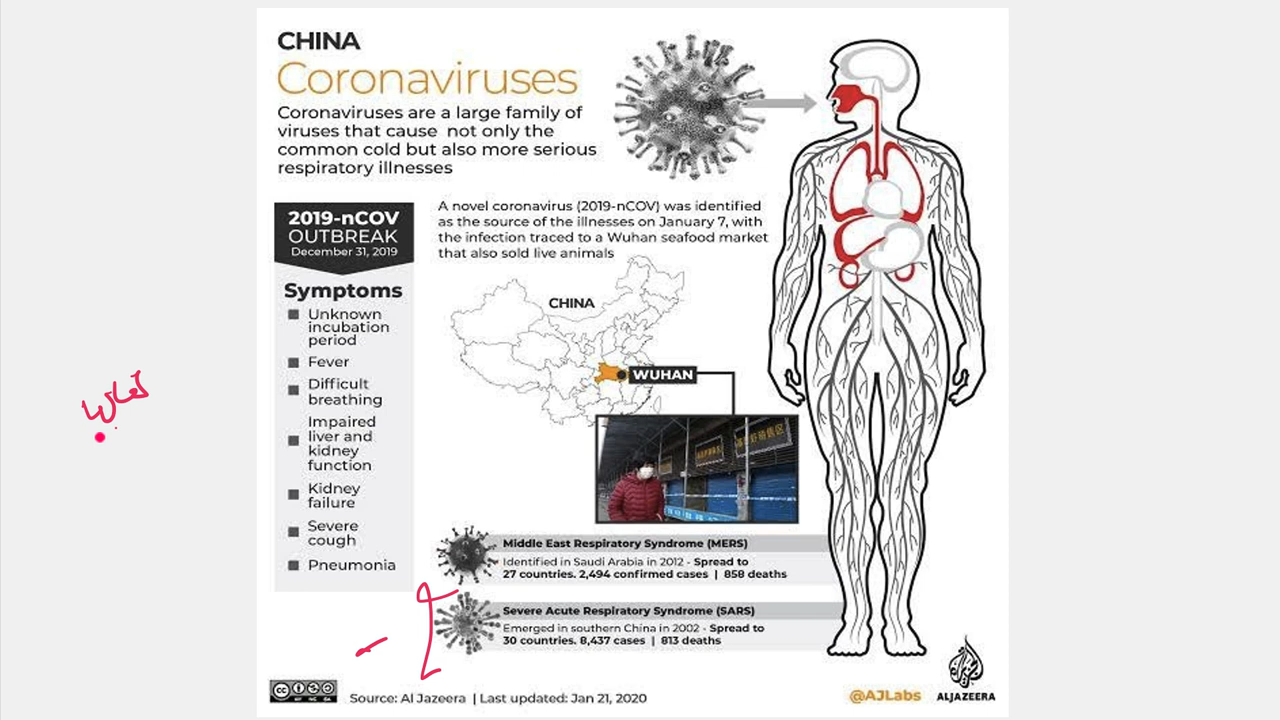 CHINA
Coronaviruses
Coronaviruses are a large family of
viruses that cause not only the
common cold but also more serious
respiratory illnesses
2019-nCOV
OUTBREAK
December 31, 2019
Symptoms
Unknown
incubation
period
Fever
Difficult
breathing
Impaired
liver and
kidney
function
Kidney
failure
Severe
cough
Pneumonia
A novel coronavirus (2019-nCOV) was identified
as the source of the illnesses on January 7, with
the infection traced to a Wuhan seafood market
that also sold live animals
CHINA
WUHAN
Middle East Respiratory Syndrome (MERS)
Identified in Saudi Arabia in 2012 - Spread to
27 countries. 2,494 confirmed cases | 858 deaths
Severe Acute Respiratory Syndrome (SARS)
Emerged in southern China in 2002 - Spread to
30 countries. 8,437 cases | 813 deaths
Source: Al Jazeera | Last updated: Jan 21, 2020
@AJLabs
ALJAZEERA